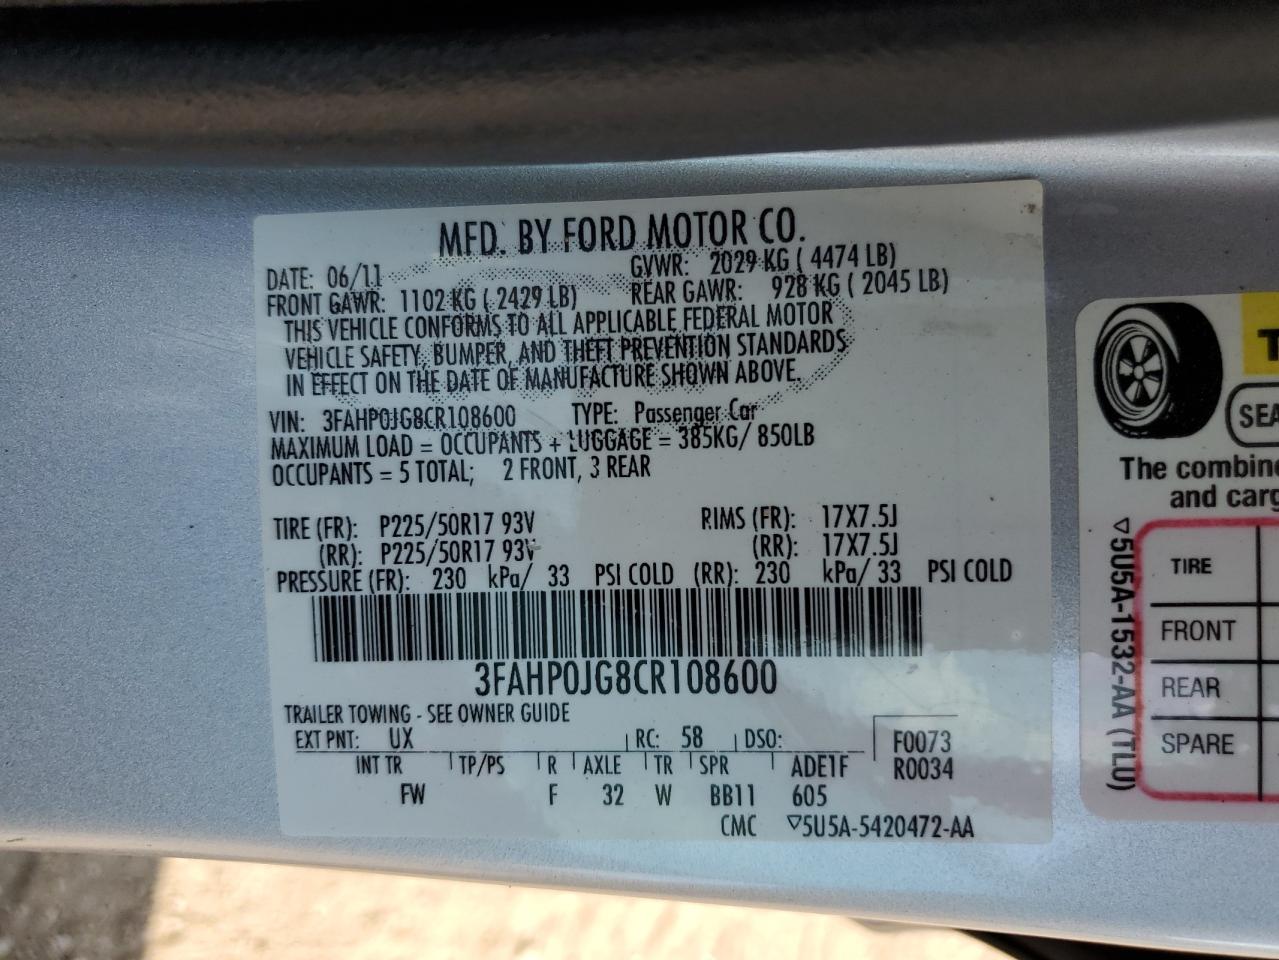 MFD. BY FORD MOTOR CO.
DATE: 06/11 GVWR: 2029 KG ( 4474 LB)
FRONT GAWR: 1102 KG ( 2429 LB) REAR GAWR: 928 KG ( 2045 LB)
THIS VEHICLE CONFORMS TO ALL APPLICABLE FEDERAL MOTOR
VEHICLE SAFETY, BUMPER, AND THEFT PREVENTION STANDARDS
IN EFFECT ON THE DATE OF MANUFACTURE SHOWN ABOVE.
VIN: 3FAHP0JG8CR108600 TYPE: Passenger Car
MAXIMUM LOAD = OCCUPANTS + LUGGAGE = 385KG/ 850LB
OCCUPANTS = 5 TOTAL; 2 FRONT, 3 REAR
TIRE (FR): P225/50R17 93V RIMS (FR): 17X7.5J
(RR): P225/50R17 93V (RR): 17X7.5J
PRESSURE (FR): 230 kPa/ 33 PSI COLD (RR): 230 kPa/ 33 PSI COLD
3FAHP0JG8CR108600
TRAILER TOWING - SEE OWNER GUIDE
EXT PNT: UX RC: 58 DSO: F0073
INT TR TP/PS R AXLE TR SPR ADE1F R0034
FW F 32 W BB11 605
CMC ▽5U5A-5420472-AA
T
SEA
The combine
and carg
▽5U5A-1532-AA (TLU)
TIRE
FRONT
REAR
SPARE